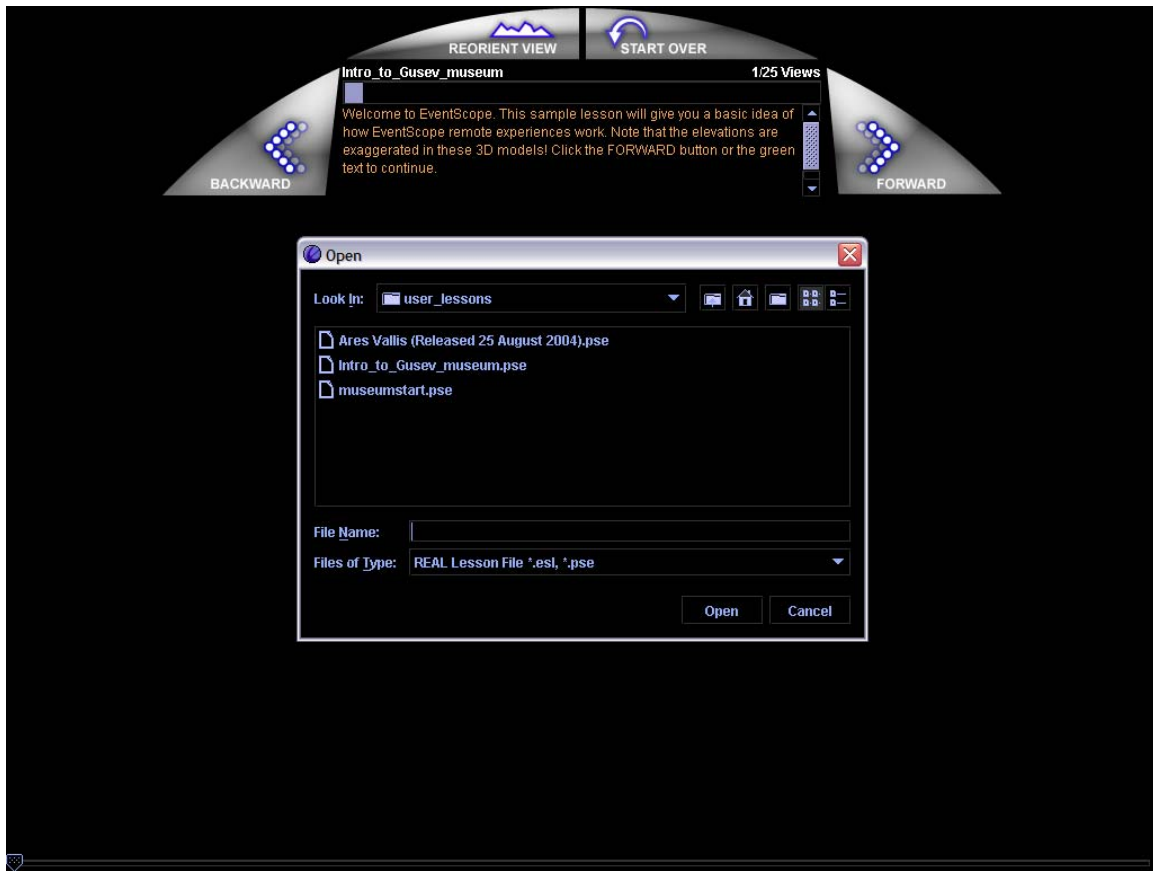 REORIENT VIEW
START OVER
Intro_to_Gusev_museum
1/25 Views
Welcome to EventScope. This sample lesson will give you a basic idea of
how EventScope remote experiences work. Note that the elevations are
exaggerated in these 3D models! Click the FORWARD button or the green
text to continue.
BACKWARD
FORWARD
Open
Look In:
user_lessons
Ares Vallis (Released 25 August 2004).pse
Intro_to_Gusev_museum.pse
museumstart.pse
File Name:
Files of Type:
REAL Lesson File *.esl, *.pse
Open
Cancel